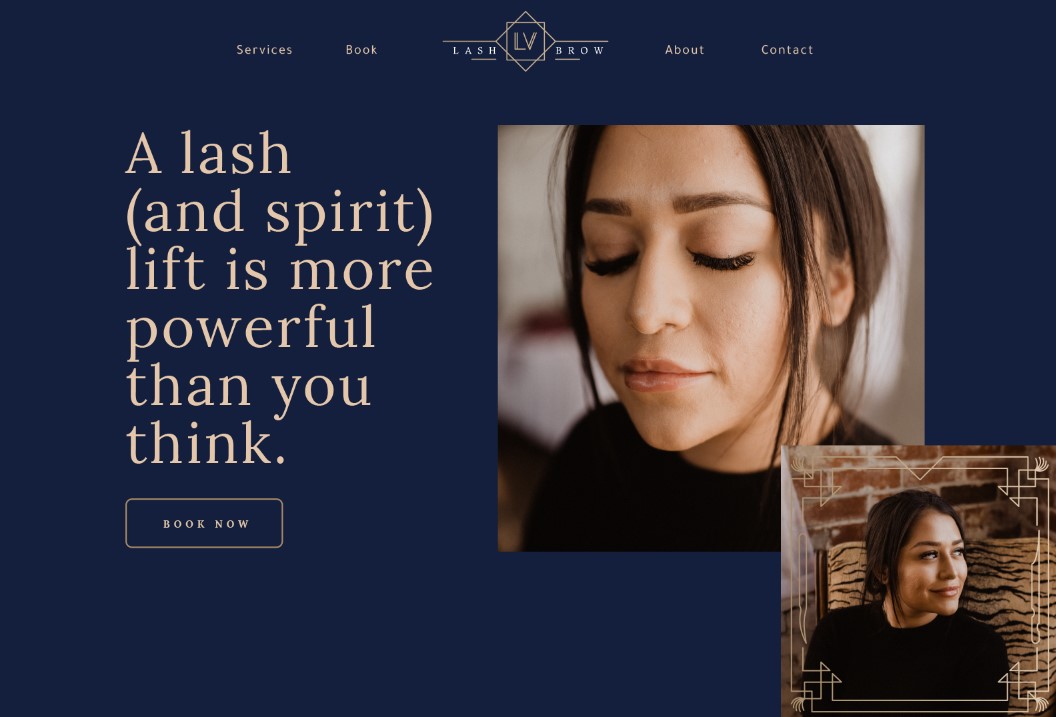 Services
Book
LASH LV BROW
About
Contact
A lash
(and spirit)
lift is more
powerful
than you
think.
BOOK NOW